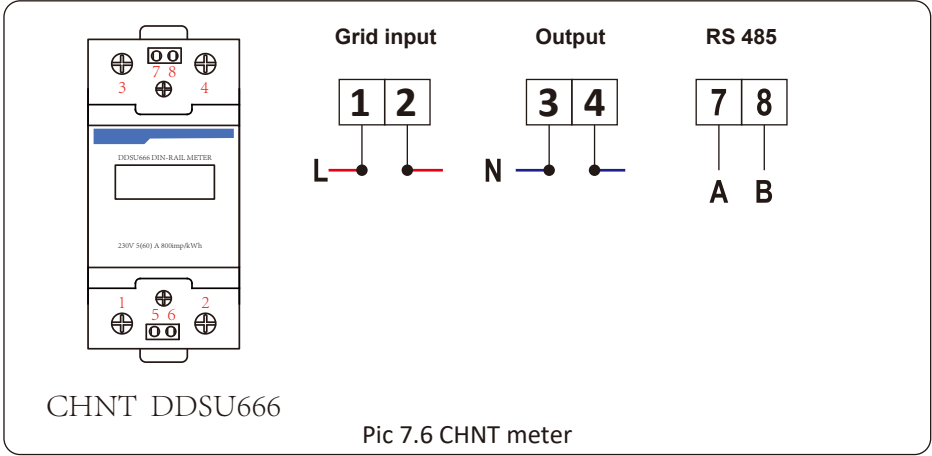 Grid input
Output
RS 485
7 8
3 4
DDSU666 DIN-RAIL METER
230V 5(60) A 800imp/kWh
1 2
5 6
1 2
3 4
7 8
L
N
A B
CHNT DDSU666
Pic 7.6 CHNT meter